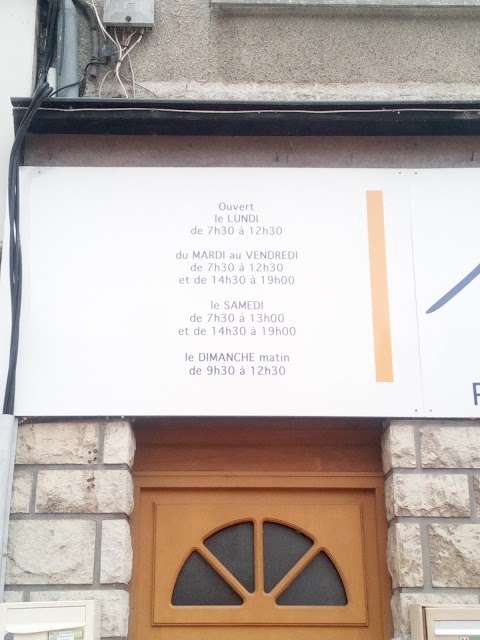 Ouvert
le LUNDI
de 7h30 à 12h30
du MARDI au VENDREDI
de 7h30 à 12h30
et de 14h30 à 19h00
le SAMEDI
de 7h30 à 13h00
et de 14h30 à 19h00
le DIMANCHE matin
de 9h30 à 12h30